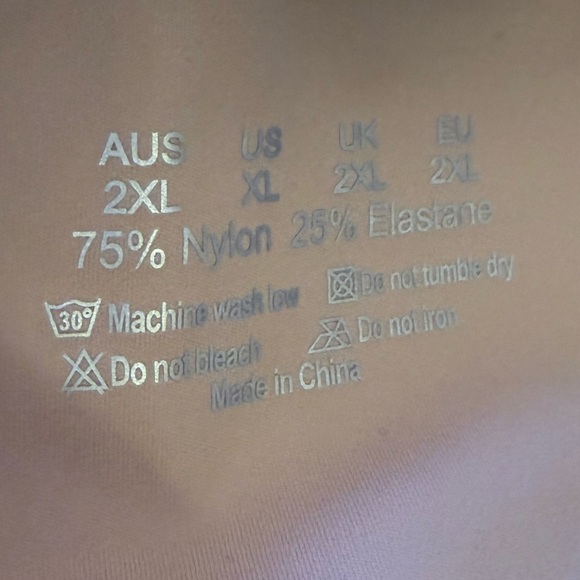 AUS US UK EU
2XL XL 2XL 2XL
75% Nylon 25% Elastane
30° Machine wash low Do not tumble dry
Do not bleach Do not iron
Made in China